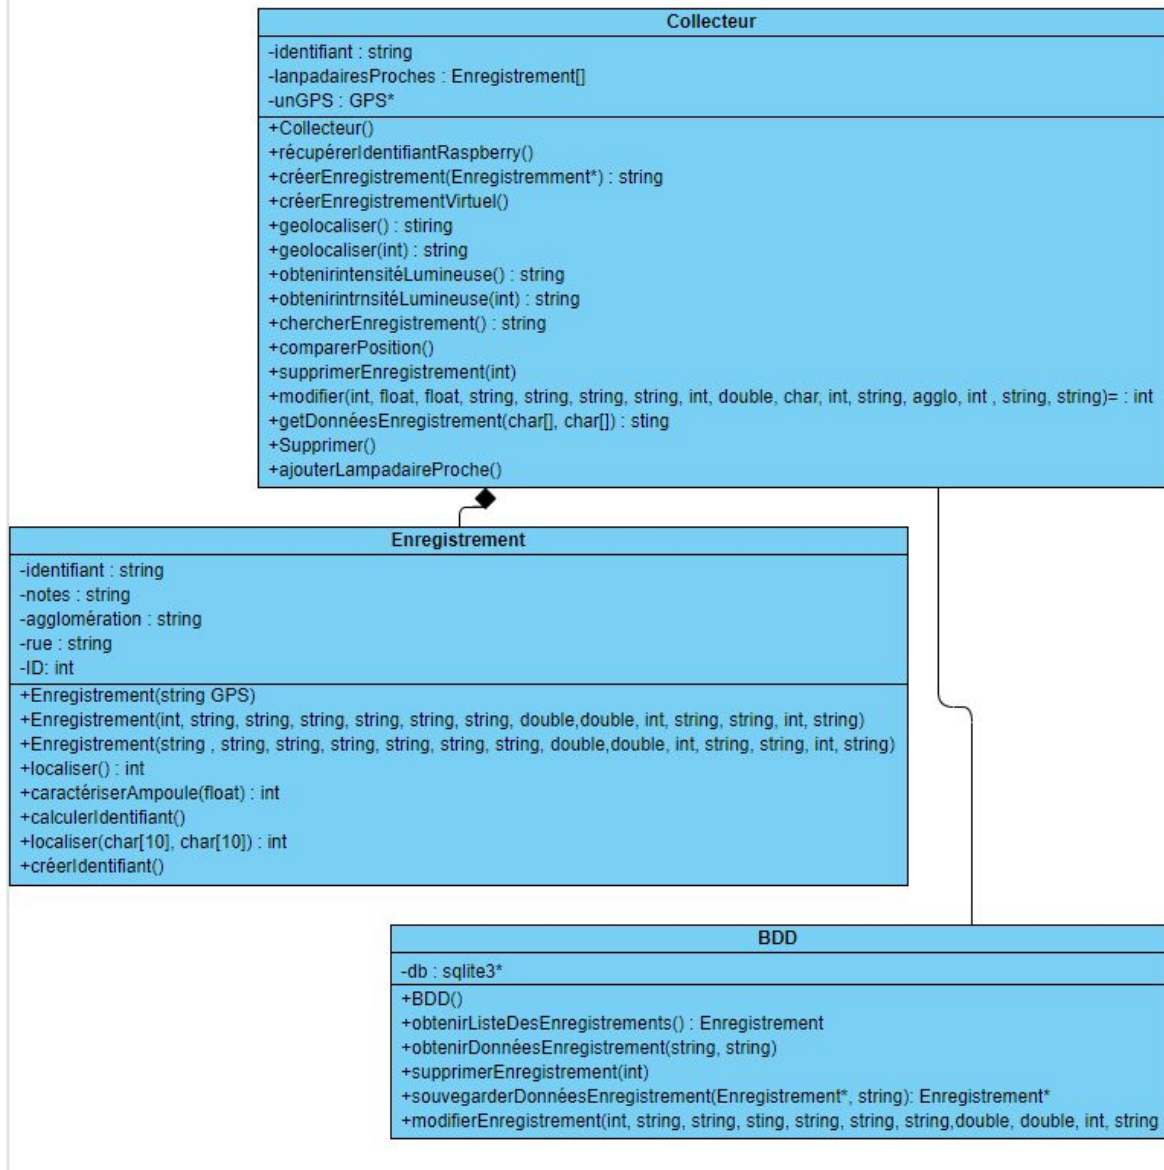 Collecteur
-identifiant : string
-lanpadairesProches : Enregistrement[]
-unGPS : GPS*
+Collecteur()
+récupérerIdentifiantRaspberry()
+créerEnregistrement(Enregistremment*) : string
+créerEnregistrementVirtuel()
+geolocaliser() : stiring
+geolocaliser(int) : string
+obtenirintensitéLumineuse() : string
+obtenirintrnsitéLumineuse(int) : string
+chercherEnregistrement() : string
+comparerPosition()
+supprimerEnregistrement(int)
+modifier(int, float, float, string, string, string, string, int, double, char, int, string, agglo, int , string, string)= : int
+getDonnéesEnregistrement(char[], char[]) : sting
+Supprimer()
+ajouterLampadaireProche()
Enregistrement
-identifiant : string
-notes : string
-agglomération : string
-rue : string
-ID: int
+Enregistrement(string GPS)
+Enregistrement(int, string, string, string, string, string, string, double,double, int, string, string, int, string)
+Enregistrement(string , string, string, string, string, string, string, double,double, int, string, string, int, string)
+localiser() : int
+caractériserAmpoule(float) : int
+calculerIdentifiant()
+localiser(char[10], char[10]) : int
+créerIdentifiant()
BDD
-db : sqlite3*
+BDD()
+obtenirListeDesEnregistrements() : Enregistrement
+obtenirDonnéesEnregistrement(string, string)
+supprimerEnregistrement(int)
+souvegarderDonnéesEnregistrement(Enregistrement*, string): Enregistrement*
+modifierEnregistrement(int, string, string, sting, string, string, string,double, double, int, string